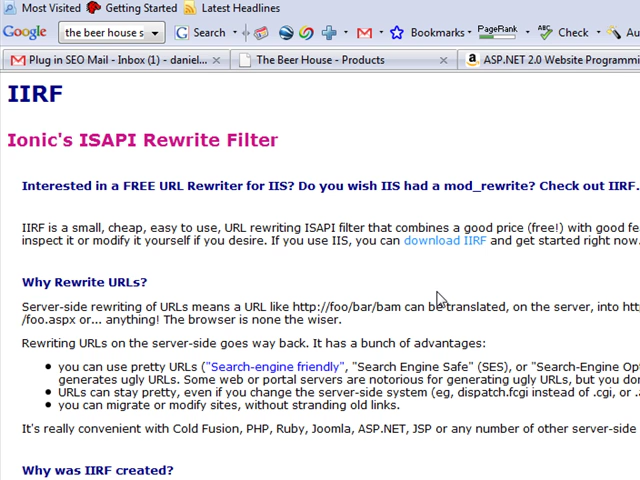 Most Visited Getting Started Latest Headlines
Google the beer house s Search Bookmarks PageRank Check Au
Plug in SEO Mail - Inbox (1) - daniel... The Beer House - Products ASP.NET 2.0 Website Programmi
IIRF
Ionic's ISAPI Rewrite Filter
Interested in a FREE URL Rewriter for IIS? Do you wish IIS had a mod_rewrite? Check out IIRF.
IIRF is a small, cheap, easy to use, URL rewriting ISAPI filter that combines a good price (free!) with good fea
inspect it or modify it yourself if you desire. If you use IIS, you can download IIRF and get started right now.
Why Rewrite URLs?
Server-side rewriting of URLs means a URL like http://foo/bar/bam can be translated, on the server, into htt
/foo.aspx or... anything! The browser is none the wiser.
Rewriting URLs on the server-side goes way back. It has a bunch of advantages:
you can use pretty URLs ("Search-engine friendly", "Search Engine Safe" (SES), or "Search-Engine Opt
generates ugly URLs. Some web or portal servers are notorious for generating ugly URLs, but you don
URLs can stay pretty, even if you change the server-side system (eg, dispatch.fcgi instead of .cgi, or .a
you can migrate or modify sites, without stranding old links.
It's really convenient with Cold Fusion, PHP, Ruby, Joomla, ASP.NET, JSP or any number of other server-side
Why was IIRF created?